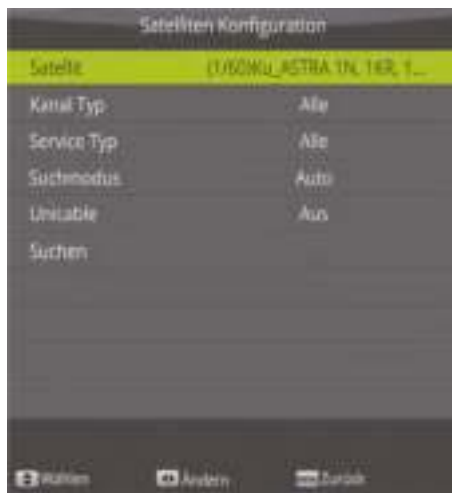 Satelliten Konfiguration
Satellit (1/60)Ku_ASTRA 1N, 1KR, 1...
Kanal Typ Alle
Service Typ Alle
Suchmodus Auto
Unicable Aus
Suchen
Wählen Ändern Zurück